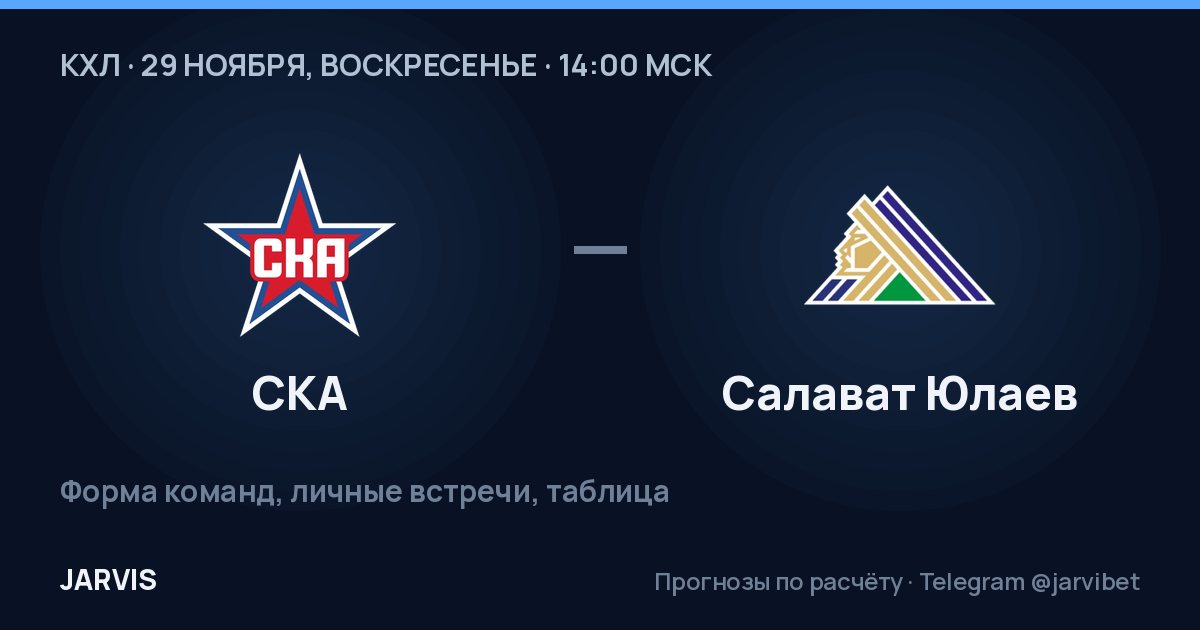 КХЛ · 29 НОЯБРЯ, ВОСКРЕСЕНЬЕ · 14:00 МСК
СКА
—
СКА
Салават Юлаев
Форма команд, личные встречи, таблица
JARVIS
Прогнозы по расчёту · Telegram @jarvibet